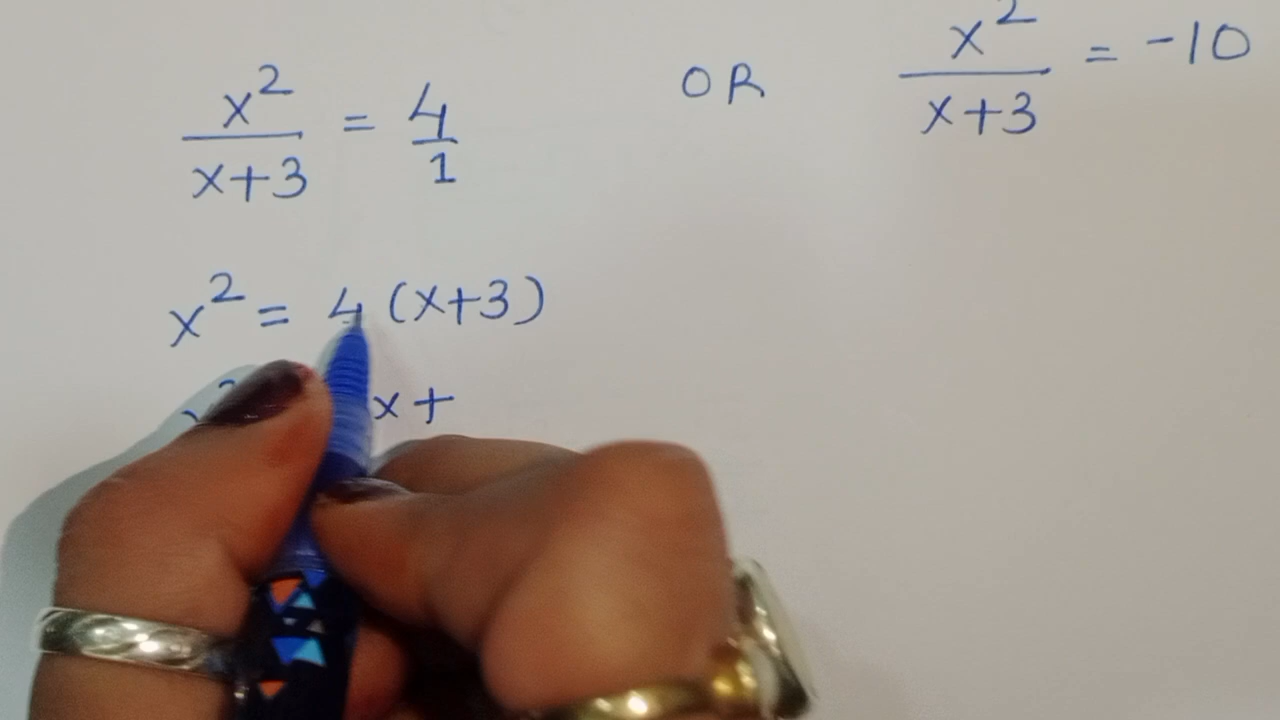 x²/(x+3) = 4/1 OR x²/(x+3) = -10
x² = 4 (x+3)
x +